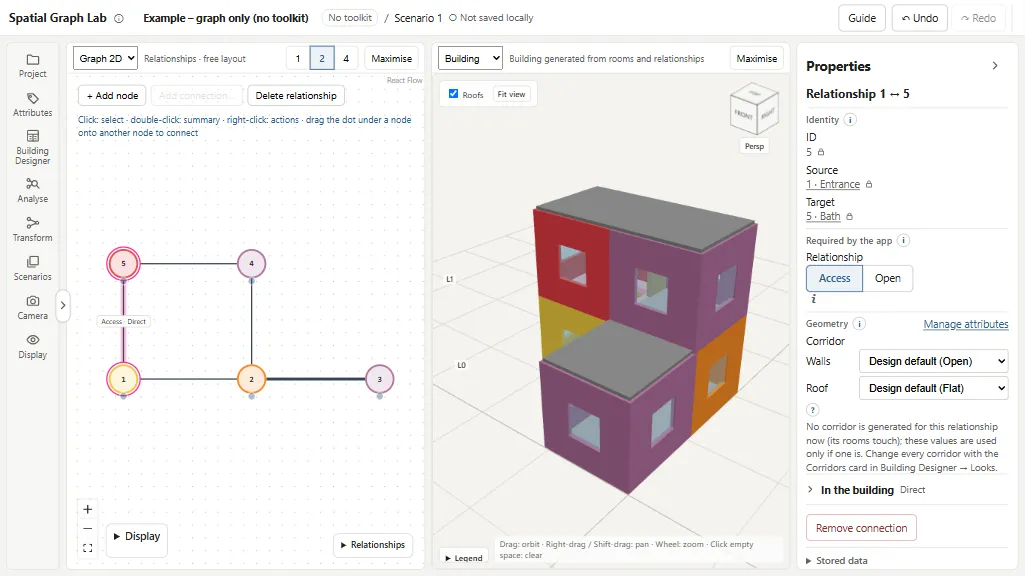 Spatial Graph Lab
Example – graph only (no toolkit)
No toolkit
/ Scenario 1
Not saved locally
Guide
Undo
Redo
Project
Attributes
Building
Designer
Analyse
Transform
Scenarios
Camera
Display
Graph 2D
Relationships · free layout
1
2
4
Maximise
React Flow
+ Add node
Add connection...
Delete relationship
Click: select · double-click: summary · right-click: actions · drag the dot under a node
onto another node to connect
5
4
Access · Direct
1
2
3
+
−
▶ Display
▶ Relationships
Building
Building generated from rooms and relationships
Maximise
Roofs
Fit view
FRONT
RIGHT
Persp
L1
L0
Drag: orbit · Right-drag / Shift-drag: pan · Wheel: zoom · Click empty
space: clear
▶ Legend
Properties
Relationship 1 ↔ 5
Identity
ID
5
Source
1 · Entrance
Target
5 · Bath
Required by the app
Relationship
Access
Open
i
Geometry
Manage attributes
Corridor
Walls
Design default (Open)
Roof
Design default (Flat)
?
No corridor is generated for this relationship
now (its rooms touch); these values are used
only if one is. Change every corridor with the
Corridors card in Building Designer → Looks.
In the building
Direct
Remove connection
▶ Stored data